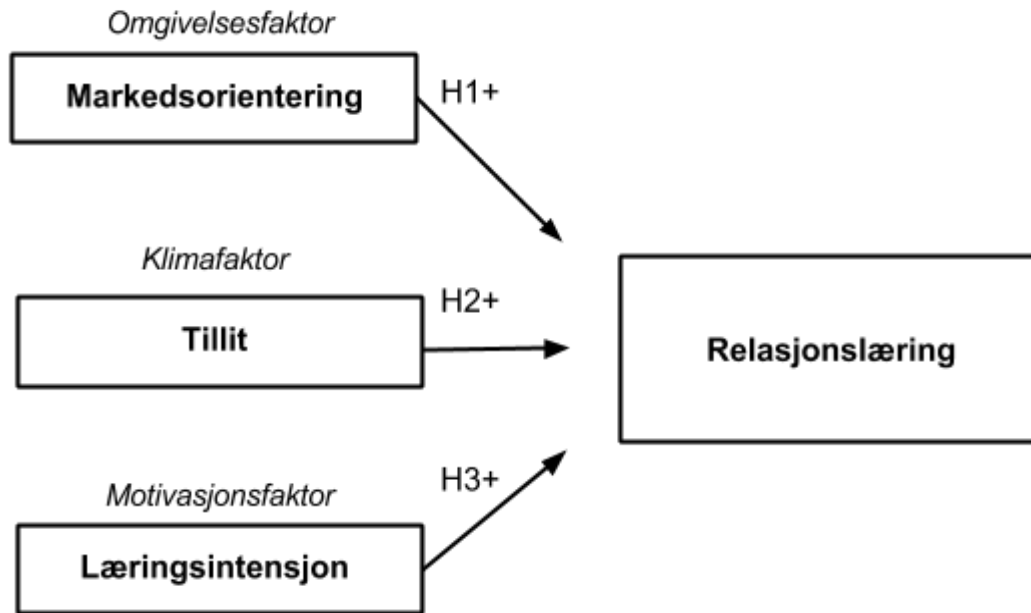 Omgivelsesfaktor
Markedsorientering
H1+
Klimafaktor
Tillit
H2+
Relasjonslæring
Motivasjonsfaktor
Læringsintensjon
H3+